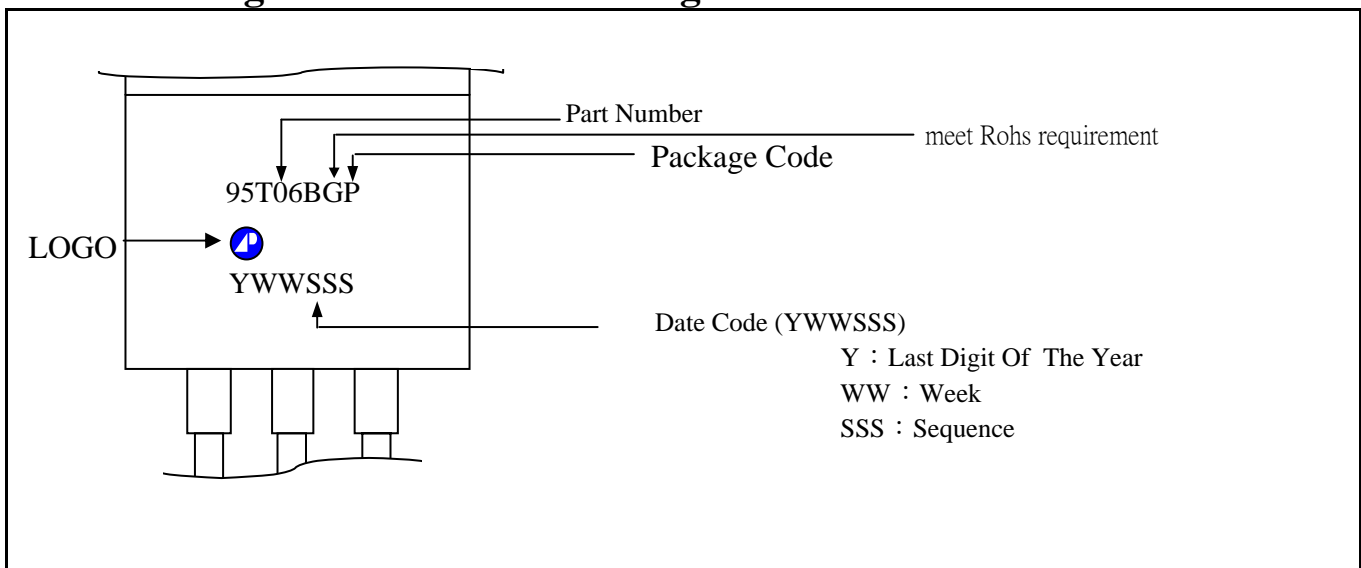 Part Number
meet Rohs requirement
Package Code
95T06BGP
LOGO
YWWSSS
Date Code (YWWSSS)
Y：Last Digit Of The Year
WW：Week
SSS：Sequence